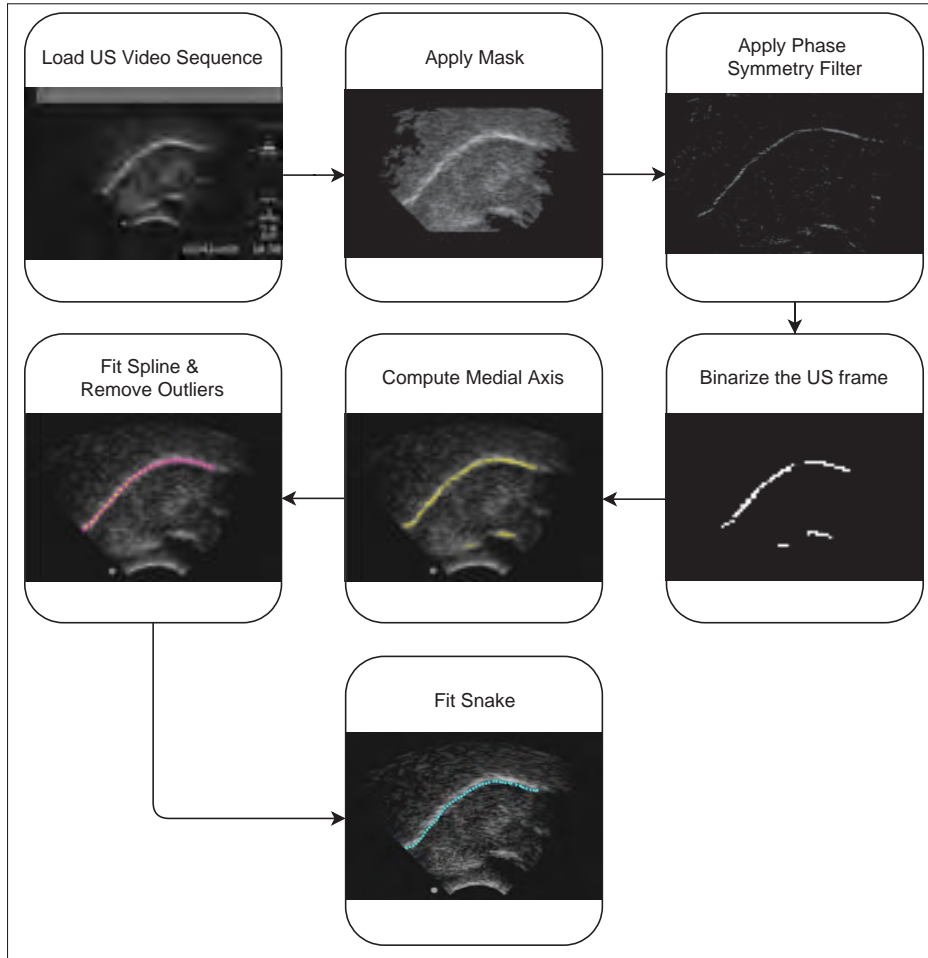 Load US Video Sequence
Apply Mask
Apply Phase
Symmetry Filter
Binarize the US frame
Compute Medial Axis
Fit Spline &
Remove Outliers
Fit Snake